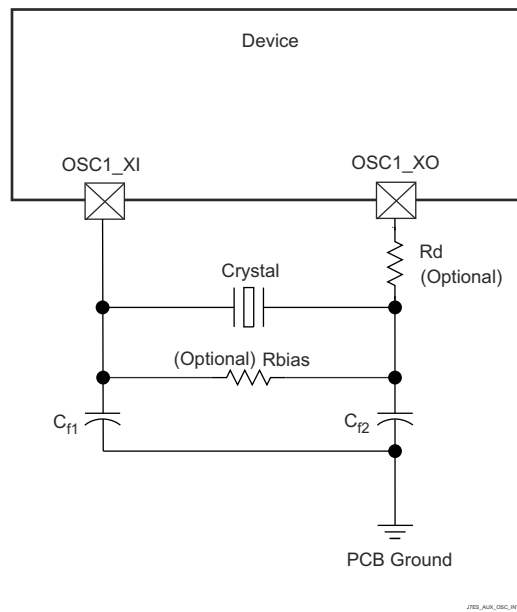 Device
OSC1_XI
OSC1_XO
Rd
(Optional)
Crystal
(Optional) Rbias
Cf1
Cf2
PCB Ground